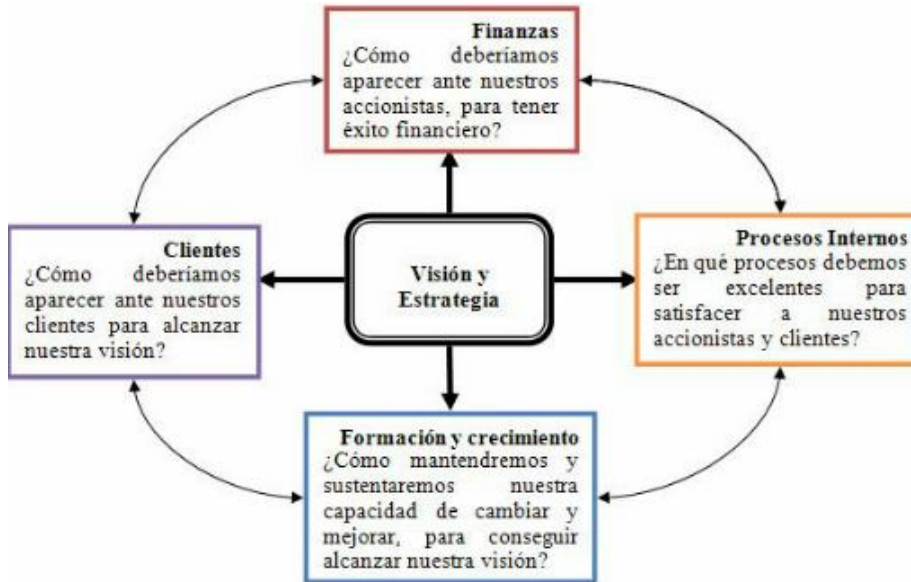 Finanzas
¿Cómo deberíamos
aparecer ante nuestros
accionistas, para tener
éxito financiero?
Clientes
¿Cómo deberíamos
aparecer ante nuestros
clientes para alcanzar
nuestra visión?
Visión y
Estrategia
Procesos Internos
¿En qué procesos debemos
ser excelentes para
satisfacer a nuestros
accionistas y clientes?
Formación y crecimiento
¿Cómo mantendremos y
sustentaremos nuestra
capacidad de cambiar y
mejorar, para conseguir
alcanzar nuestra visión?